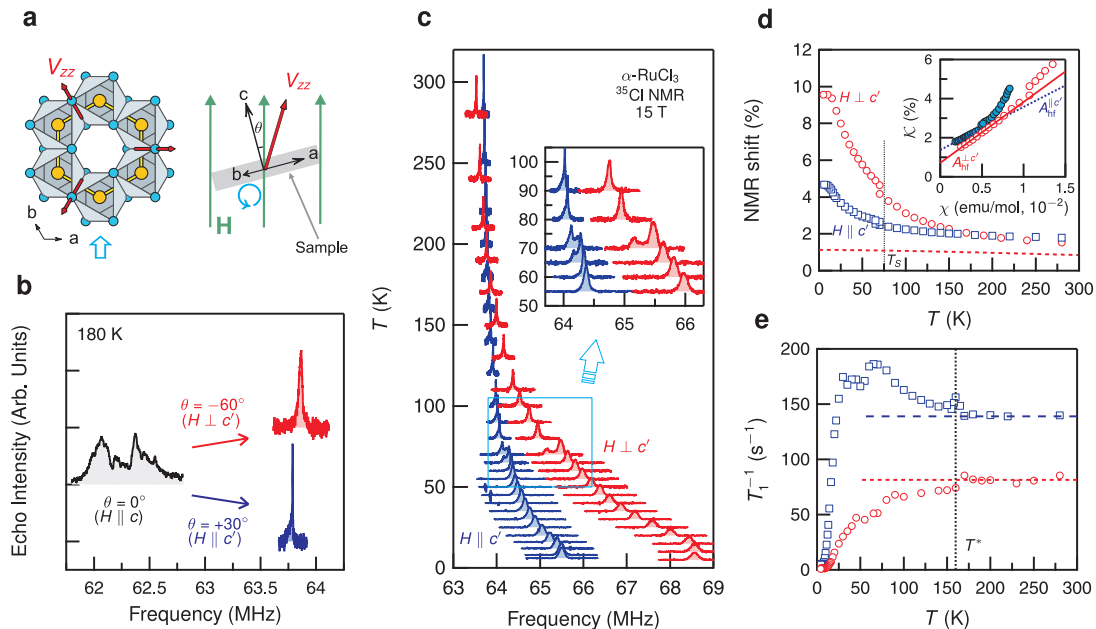 a
V_zz
b
a
c
θ
V_zz
a
b
H
Sample
b
Echo Intensity (Arb. Units)
180 K
θ = −60°
(H ⊥ c′)
θ = 0°
(H ∥ c)
θ = +30°
(H ∥ c′)
62 62.5 63 63.5 64
Frequency (MHz)
c
T (K)
300
250
200
150
100
50
0
α-RuCl₃
³⁵Cl NMR
15 T
100
90
80
70
60
50
64 65 66
H ⊥ c′
H ∥ c′
63 64 65 66 67 68 69
Frequency (MHz)
d
NMR shift (%)
12
10
8
6
4
2
0
H ⊥ c′
H ∥ c′
T_S
0 50 100 150 200 250 300
T (K)
K (%)
6
4
2
0
A_hf^∥c′
A_hf^⊥c′
0 0.5 1 1.5
χ (emu/mol, 10⁻²)
e
T₁⁻¹ (s⁻¹)
200
150
100
50
0
T*
0 50 100 150 200 250 300
T (K)